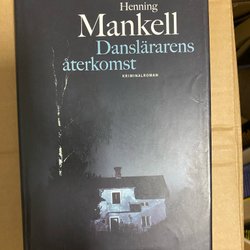 Henning
Mankell
Danslärarens
återkomst
KRIMINALROMAN